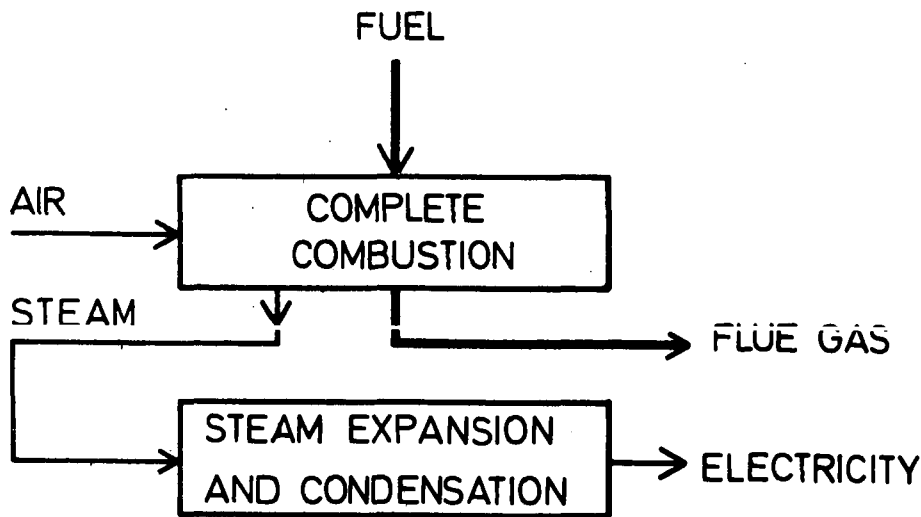 FUEL
AIR
COMPLETE
COMBUSTION
STEAM
FLUE GAS
STEAM EXPANSION
AND CONDENSATION
ELECTRICITY